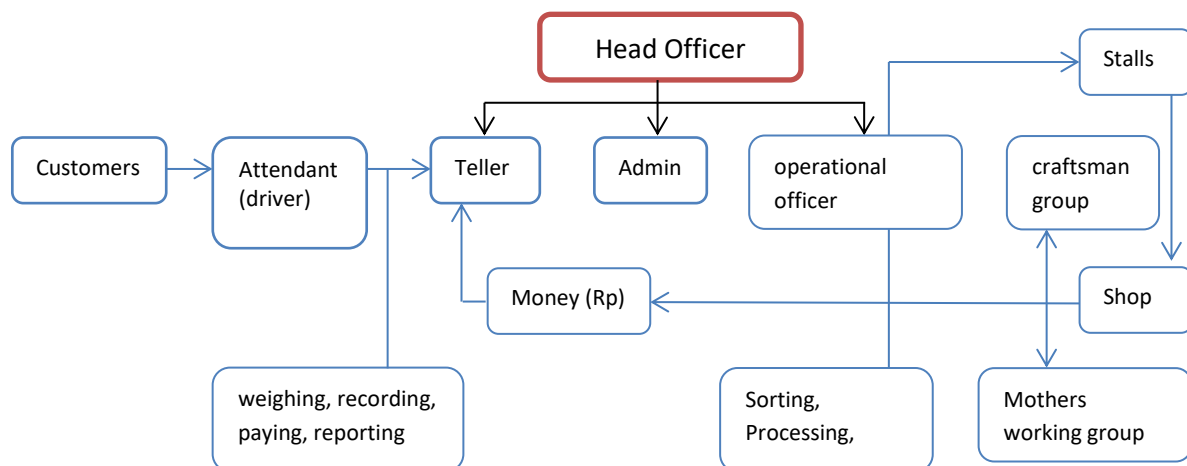 Head Officer
Stalls
Customers
Attendant
(driver)
Teller
Admin
operational
officer
craftsman
group
Money (Rp)
Shop
weighing, recording,
paying, reporting
Sorting,
Processing,
Mothers
working group